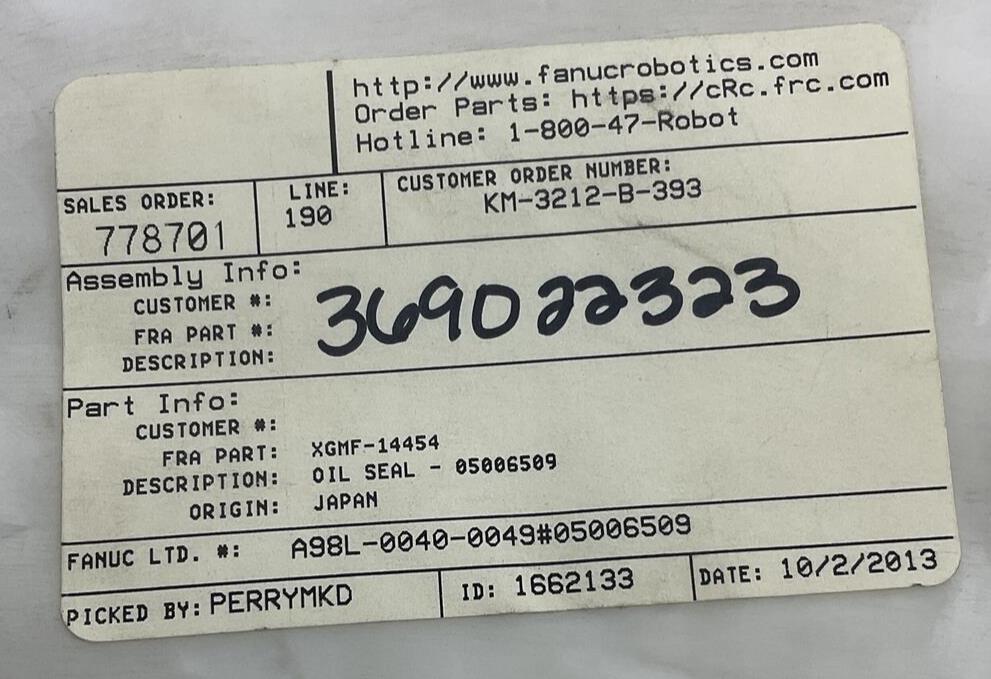 http://www.fanucrobotics.com
Order Parts: https://cRc.frc.com
Hotline: 1-800-47-Robot
SALES ORDER:
778701
LINE:
190
CUSTOMER ORDER NUMBER:
KM-3212-B-393
Assembly Info:
CUSTOMER #:
FRA PART #:
DESCRIPTION:
369022323
Part Info:
CUSTOMER #:
FRA PART: XGMF-14454
DESCRIPTION: OIL SEAL - 05006509
ORIGIN: JAPAN
FANUC LTD. #: A98L-0040-0049#05006509
PICKED BY: PERRYMKD
ID: 1662133
DATE: 10/2/2013